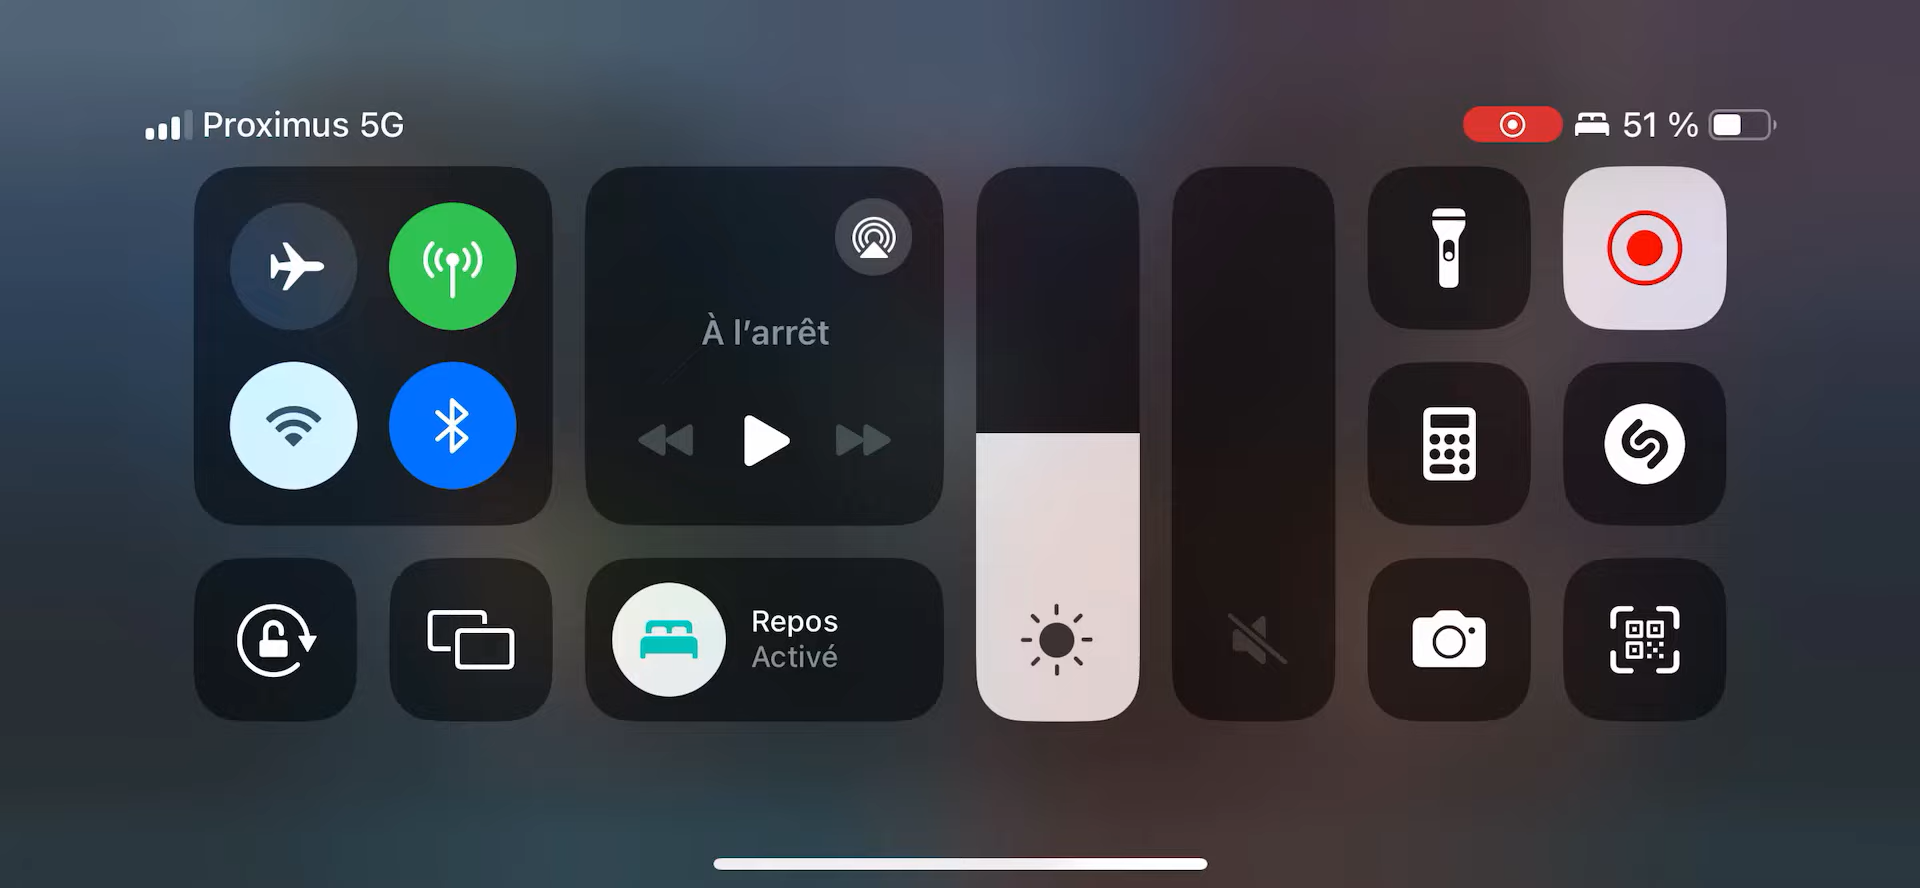 Proximus 5G
51 %
À l’arrêt
Repos
Activé